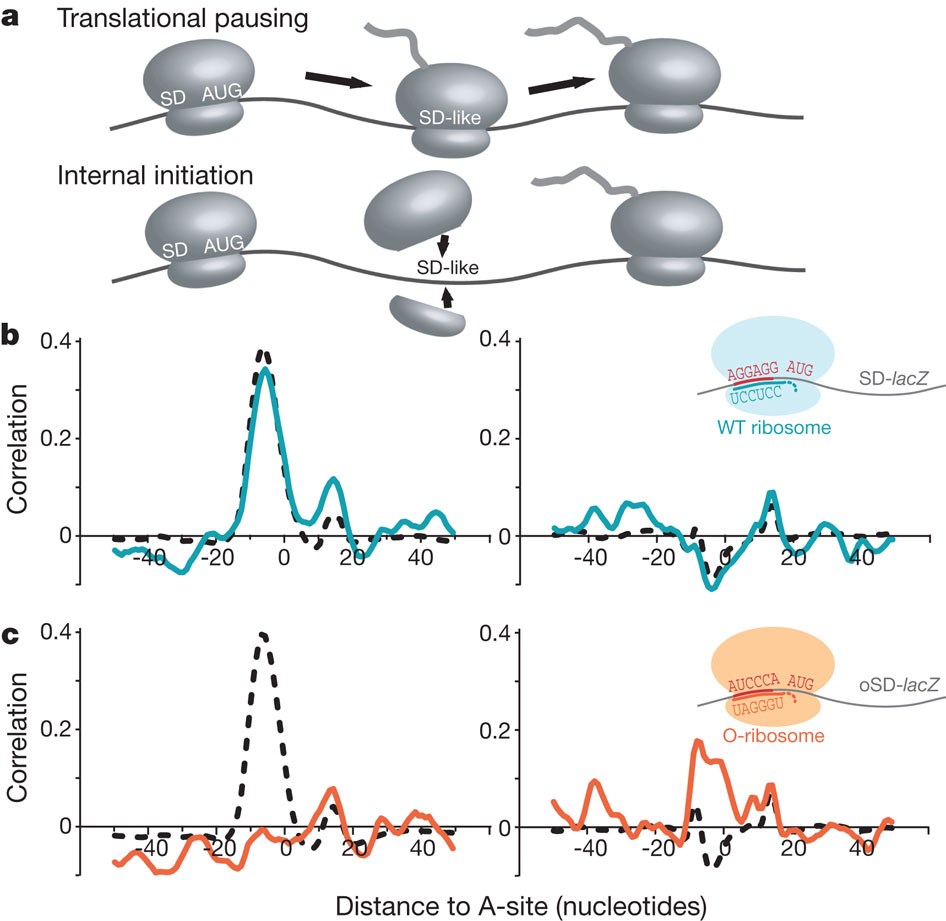 a Translational pausing
SD AUG
SD-like
Internal initiation
SD AUG
SD-like
b
Correlation
0.4
0.2
0
-40 -20 0 20 40
0.4
0.2
0
-40 -20 0 20 40
AGGAGG AUG
UCCUCC
SD-lacZ
WT ribosome
c
Correlation
0.4
0.2
0
-40 -20 0 20 40
0.4
0.2
0
-40 -20 0 20 40
AUCCCA AUG
UAGGGU
oSD-lacZ
O-ribosome
Distance to A-site (nucleotides)